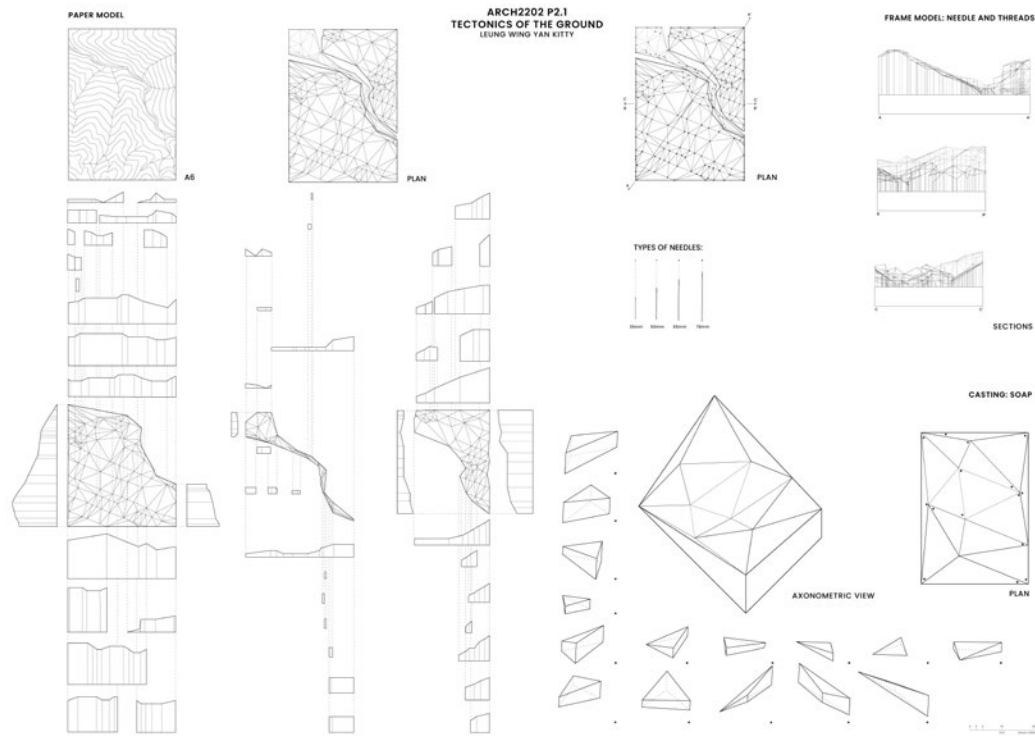 PAPER MODEL
ARCH2202 P2.1
TECTONICS OF THE GROUND
LEUNG WING YAN KITTY
FRAME MODEL: NEEDLE AND THREADS
A6
PLAN
PLAN
TYPES OF NEEDLES:
SECTIONS
CASTING: SOAP
AXONOMETRIC VIEW
PLAN